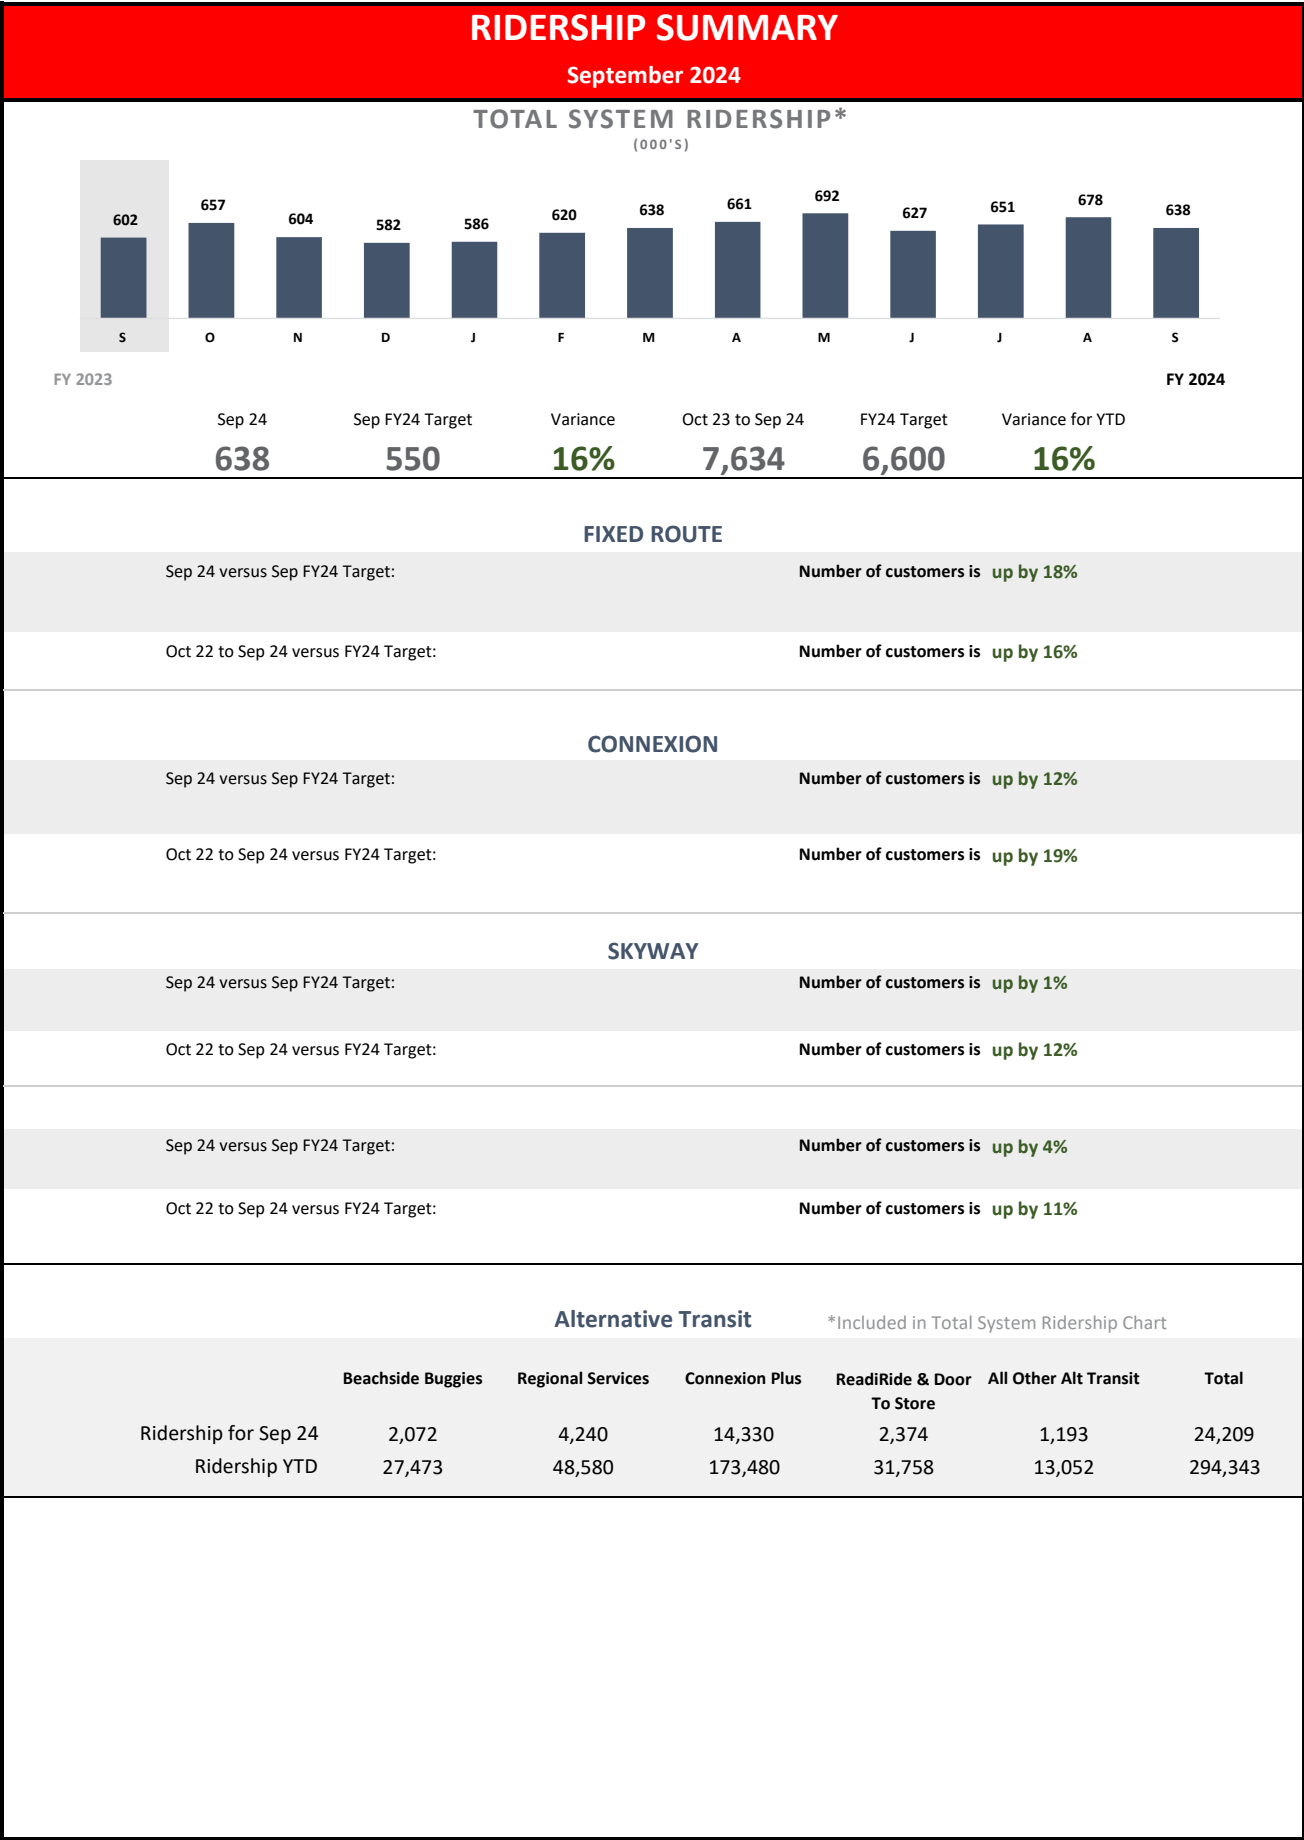 RIDERSHIP SUMMARY
September 2024
TOTAL SYSTEM RIDERSHIP*
(000'S)
602 657 604 582 586 620 638 661 692 627 651 678 638
S O N D J F M A M J J A S
FY 2023 FY 2024
Sep 24 Sep FY24 Target Variance Oct 23 to Sep 24 FY24 Target Variance for YTD
638 550 16% 7,634 6,600 16%
FIXED ROUTE
Sep 24 versus Sep FY24 Target: Number of customers is up by 18%
Oct 22 to Sep 24 versus FY24 Target: Number of customers is up by 16%
CONNEXION
Sep 24 versus Sep FY24 Target: Number of customers is up by 12%
Oct 22 to Sep 24 versus FY24 Target: Number of customers is up by 19%
SKYWAY
Sep 24 versus Sep FY24 Target: Number of customers is up by 1%
Oct 22 to Sep 24 versus FY24 Target: Number of customers is up by 12%
Sep 24 versus Sep FY24 Target: Number of customers is up by 4%
Oct 22 to Sep 24 versus FY24 Target: Number of customers is up by 11%
Alternative Transit *Included in Total System Ridership Chart
Beachside Buggies Regional Services Connexion Plus ReadiRide & Door All Other Alt Transit Total
To Store
Ridership for Sep 24 2,072 4,240 14,330 2,374 1,193 24,209
Ridership YTD 27,473 48,580 173,480 31,758 13,052 294,343